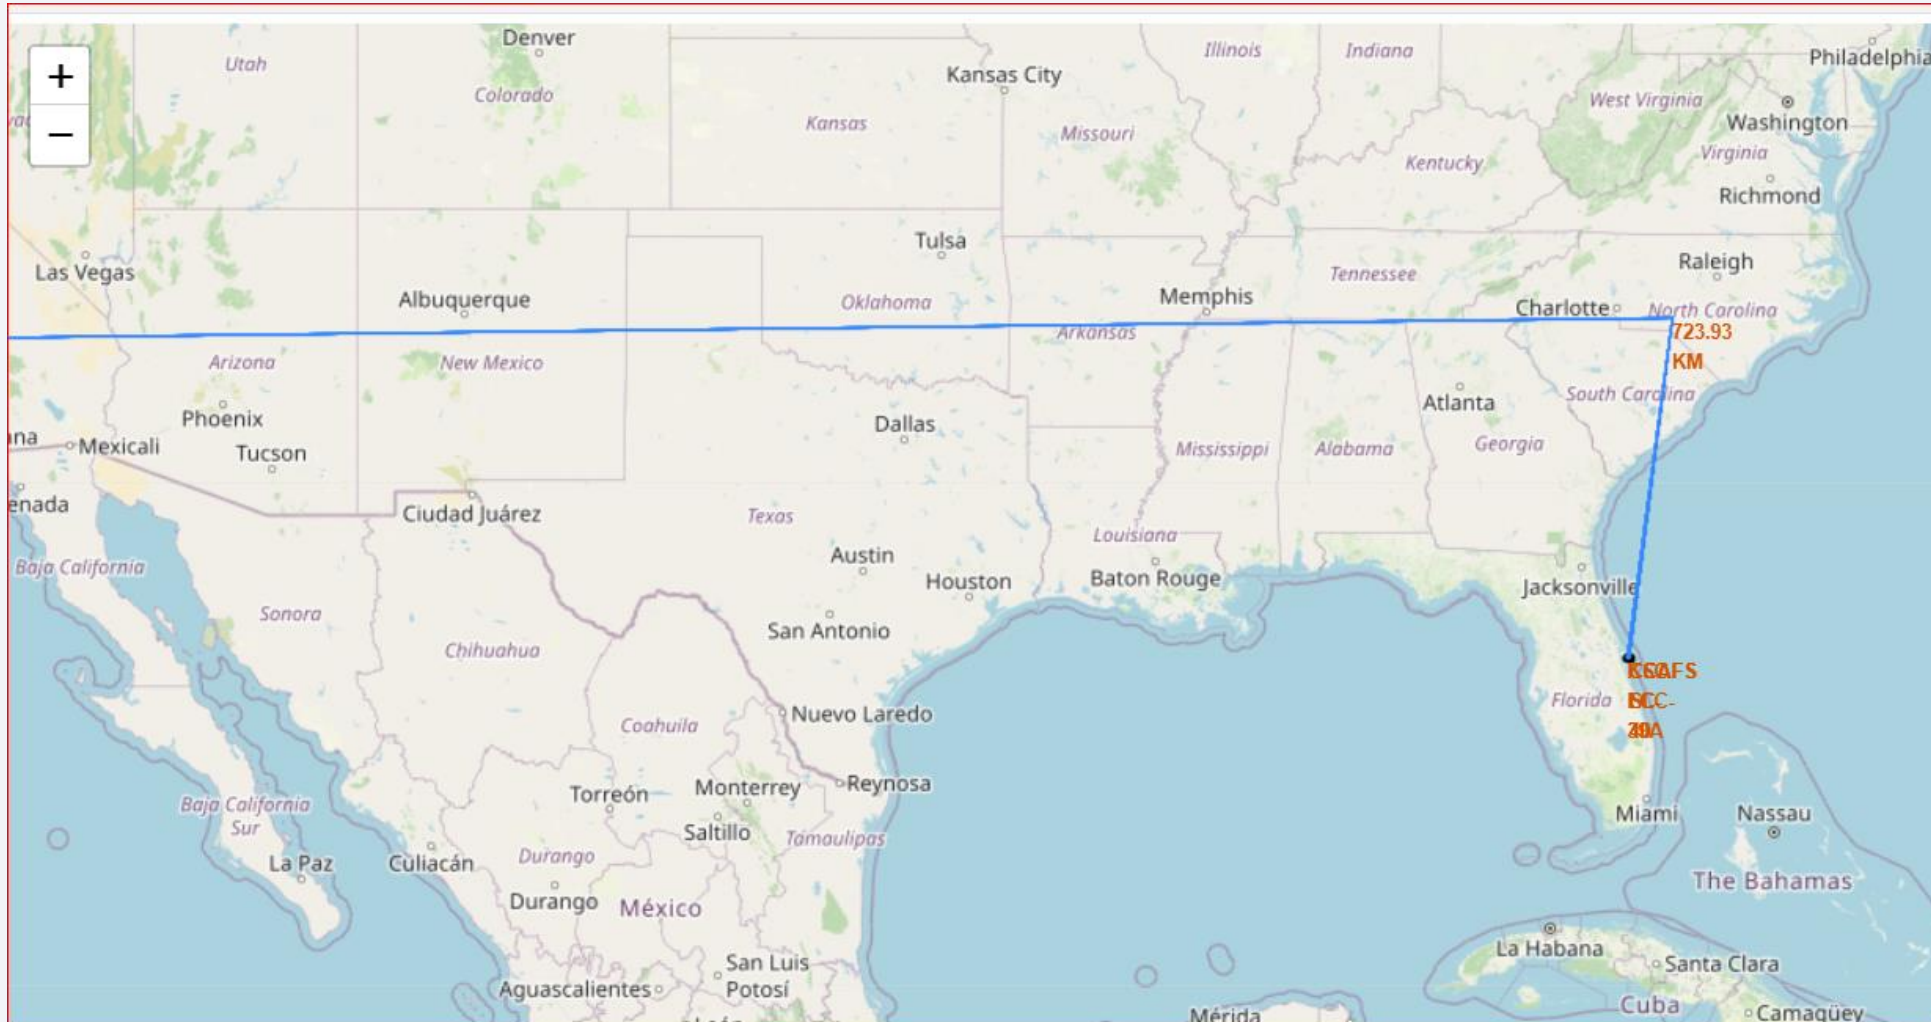 +
−
Utah
Denver
Colorado
Kansas
Kansas City
Missouri
Illinois
Indiana
Kentucky
West Virginia
Philadelphia
Washington
Virginia
Richmond
Las Vegas
Albuquerque
Tulsa
Oklahoma
Memphis
Tennessee
Charlotte
Raleigh
North Carolina
Arkansas
723.93
KM
Arizona
New Mexico
Phoenix
Tucson
Mexicali
ana
enada
Dallas
Atlanta
South Carolina
Mississippi
Alabama
Georgia
Ciudad Juárez
Texas
Louisiana
Austin
Houston
Baton Rouge
Jacksonville
Baja California
Sonora
Chihuahua
San Antonio
Coahuila
Nuevo Laredo
Florida
Torreón
Monterrey
Reynosa
Saltillo
Tamaulipas
Miami
Nassau
Baja California
Sur
La Paz
Culiacán
Durango
Durango
México
The Bahamas
La Habana
Santa Clara
San Luis
Potosí
Aguascalientes
Mérida
Cuba
Camagüey